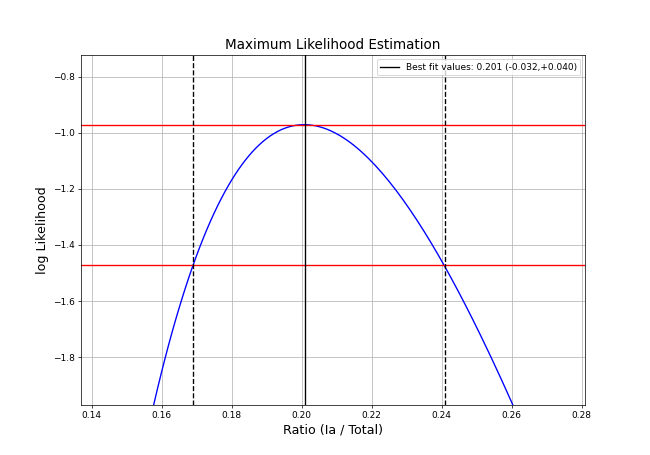 Maximum Likelihood Estimation
Best fit values: 0.201 (-0.032,+0.040)
−0.8
−1.0
−1.2
−1.4
−1.6
−1.8
log Likelihood
0.14 0.16 0.18 0.20 0.22 0.24 0.26 0.28
Ratio (Ia / Total)